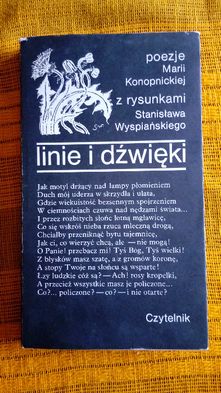 poezje
Marii
Konopnickiej
z rysunkami
Stanisława
Wyspiańskiego
linie i dźwięki
Jak motyl drżący nad lampy płomieniem
Duch mój uderza w skrzydła i ulata,
Gdzie wiekuistość bezsennym spojrzeniem
W ciemnościach czuwa nad nędzami świata...
I przez rozbitych słońc lotną mgławicę,
Co się wskroś nieba rzuca mleczną drogą,
Chciałby przeniknąć bytu tajemnicę,
Jak ci, co wierzyć chcą, ale — nie mogą!
O Panie! przebacz mi! Tyś Bóg, Tyś wielki!
Z błysków masz szatę, a z gromów koronę,
A stopy Twoje na słońcu są wsparte!
Łzy ludzkie cóż są? — Ach! rosy kropelki,
A przecież wszystkie masz je policzone...
Co?... policzone? — co? — i nie otarte?
Czytelnik